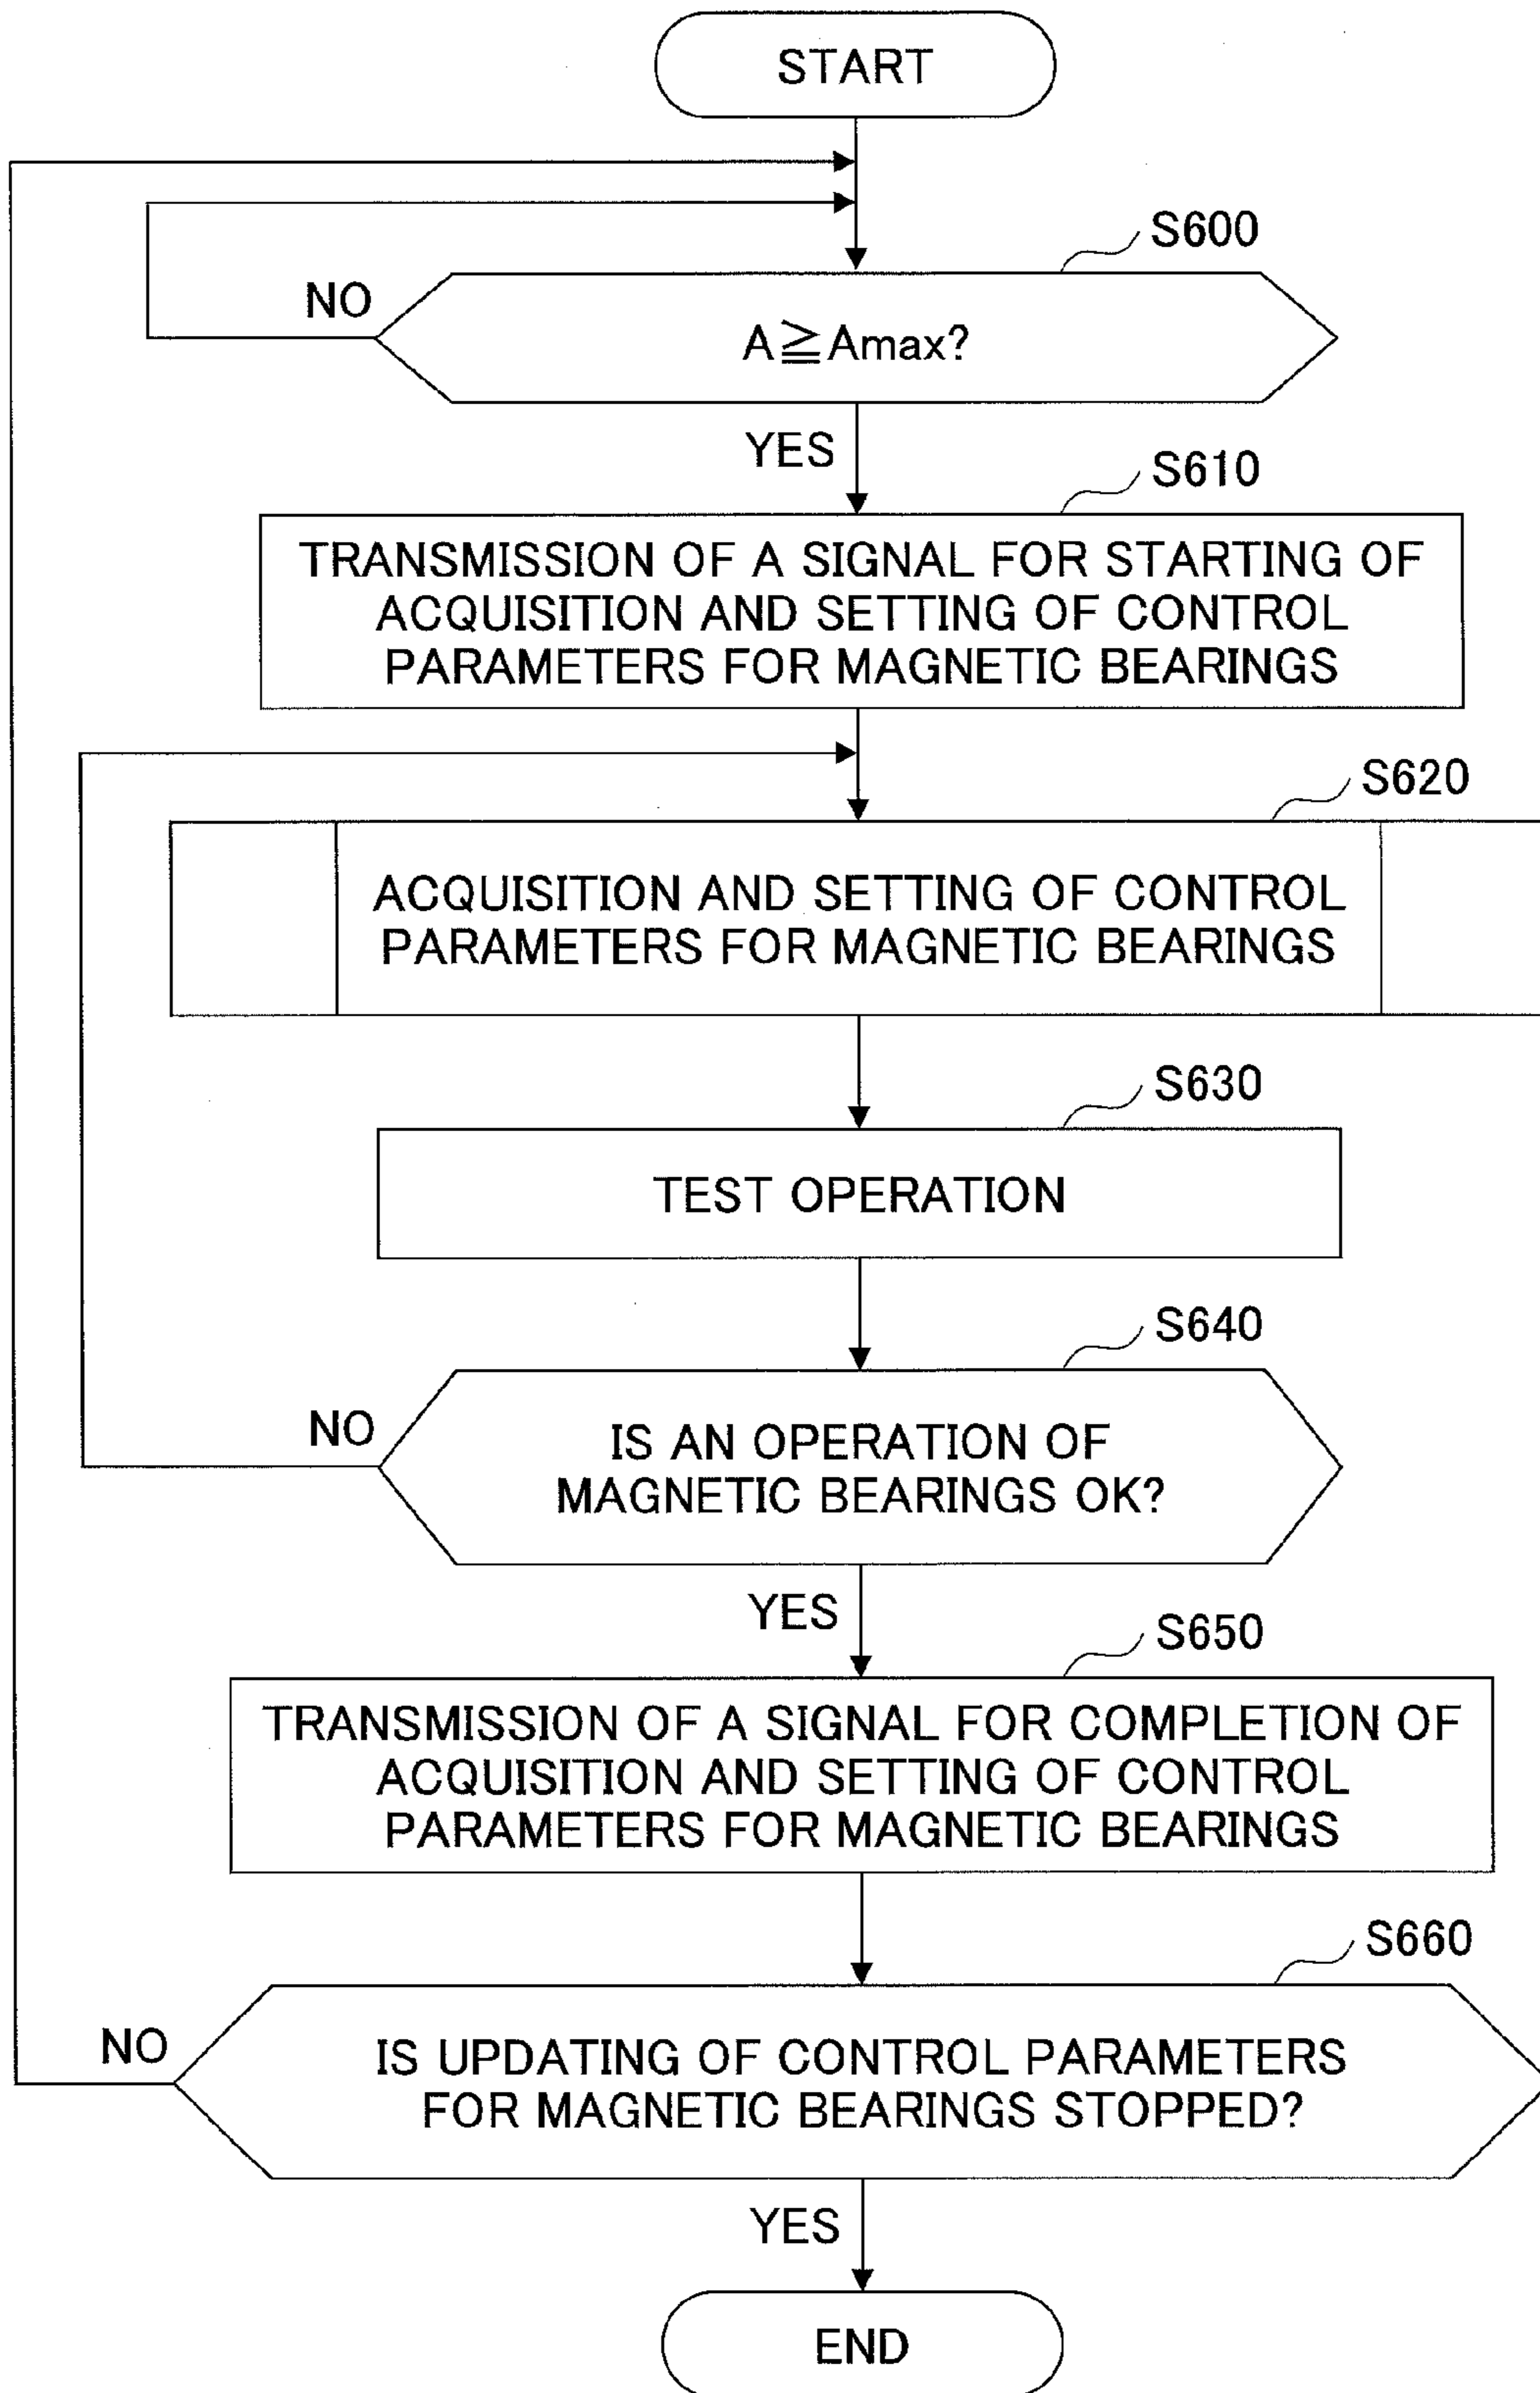 START
S600
NO
A≧Amax?
YES
S610
TRANSMISSION OF A SIGNAL FOR STARTING OF
ACQUISITION AND SETTING OF CONTROL
PARAMETERS FOR MAGNETIC BEARINGS
S620
ACQUISITION AND SETTING OF CONTROL
PARAMETERS FOR MAGNETIC BEARINGS
S630
TEST OPERATION
S640
NO
IS AN OPERATION OF
MAGNETIC BEARINGS OK?
YES
S650
TRANSMISSION OF A SIGNAL FOR COMPLETION OF
ACQUISITION AND SETTING OF CONTROL
PARAMETERS FOR MAGNETIC BEARINGS
S660
NO
IS UPDATING OF CONTROL PARAMETERS
FOR MAGNETIC BEARINGS STOPPED?
YES
END